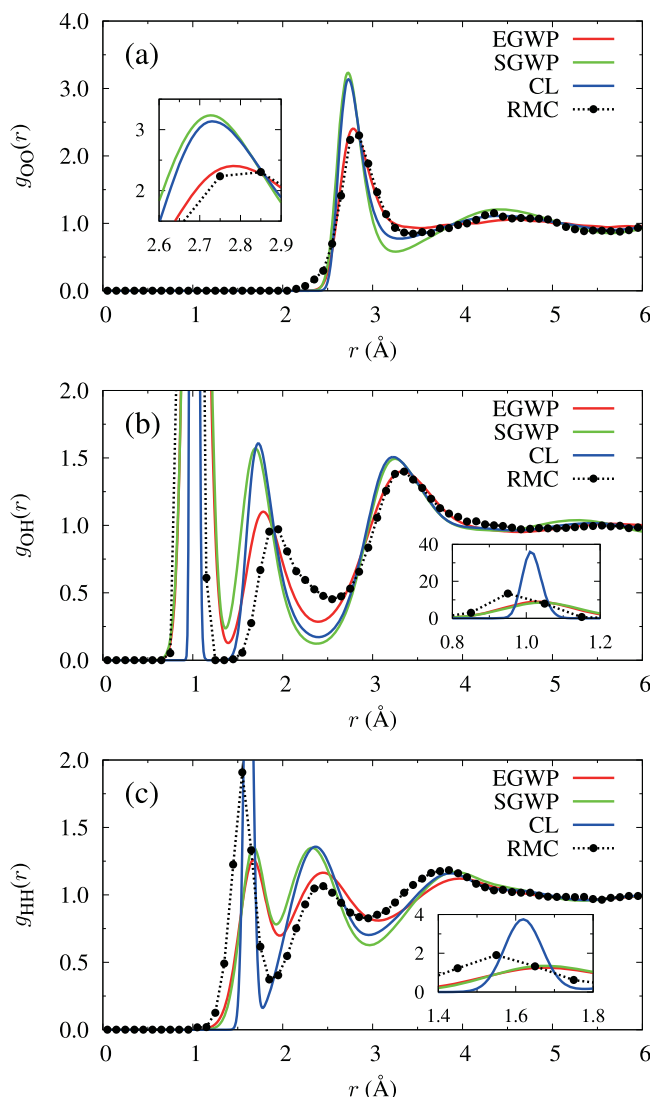 4.0
(a)
EGWP
SGWP
CL
RMC
3.0
3
2
2.6 2.7 2.8 2.9
2.0
1.0
0.0
gOO(r)
0 1 2 3 4 5 6
r (Å)
2.0
(b)
EGWP
SGWP
CL
RMC
1.5
1.0
0.5
0.0
gOH(r)
40
20
0
0.8 1.0 1.2
0 1 2 3 4 5 6
r (Å)
2.0
(c)
EGWP
SGWP
CL
RMC
1.5
1.0
0.5
0.0
gHH(r)
4
2
0
1.4 1.6 1.8
0 1 2 3 4 5 6
r (Å)